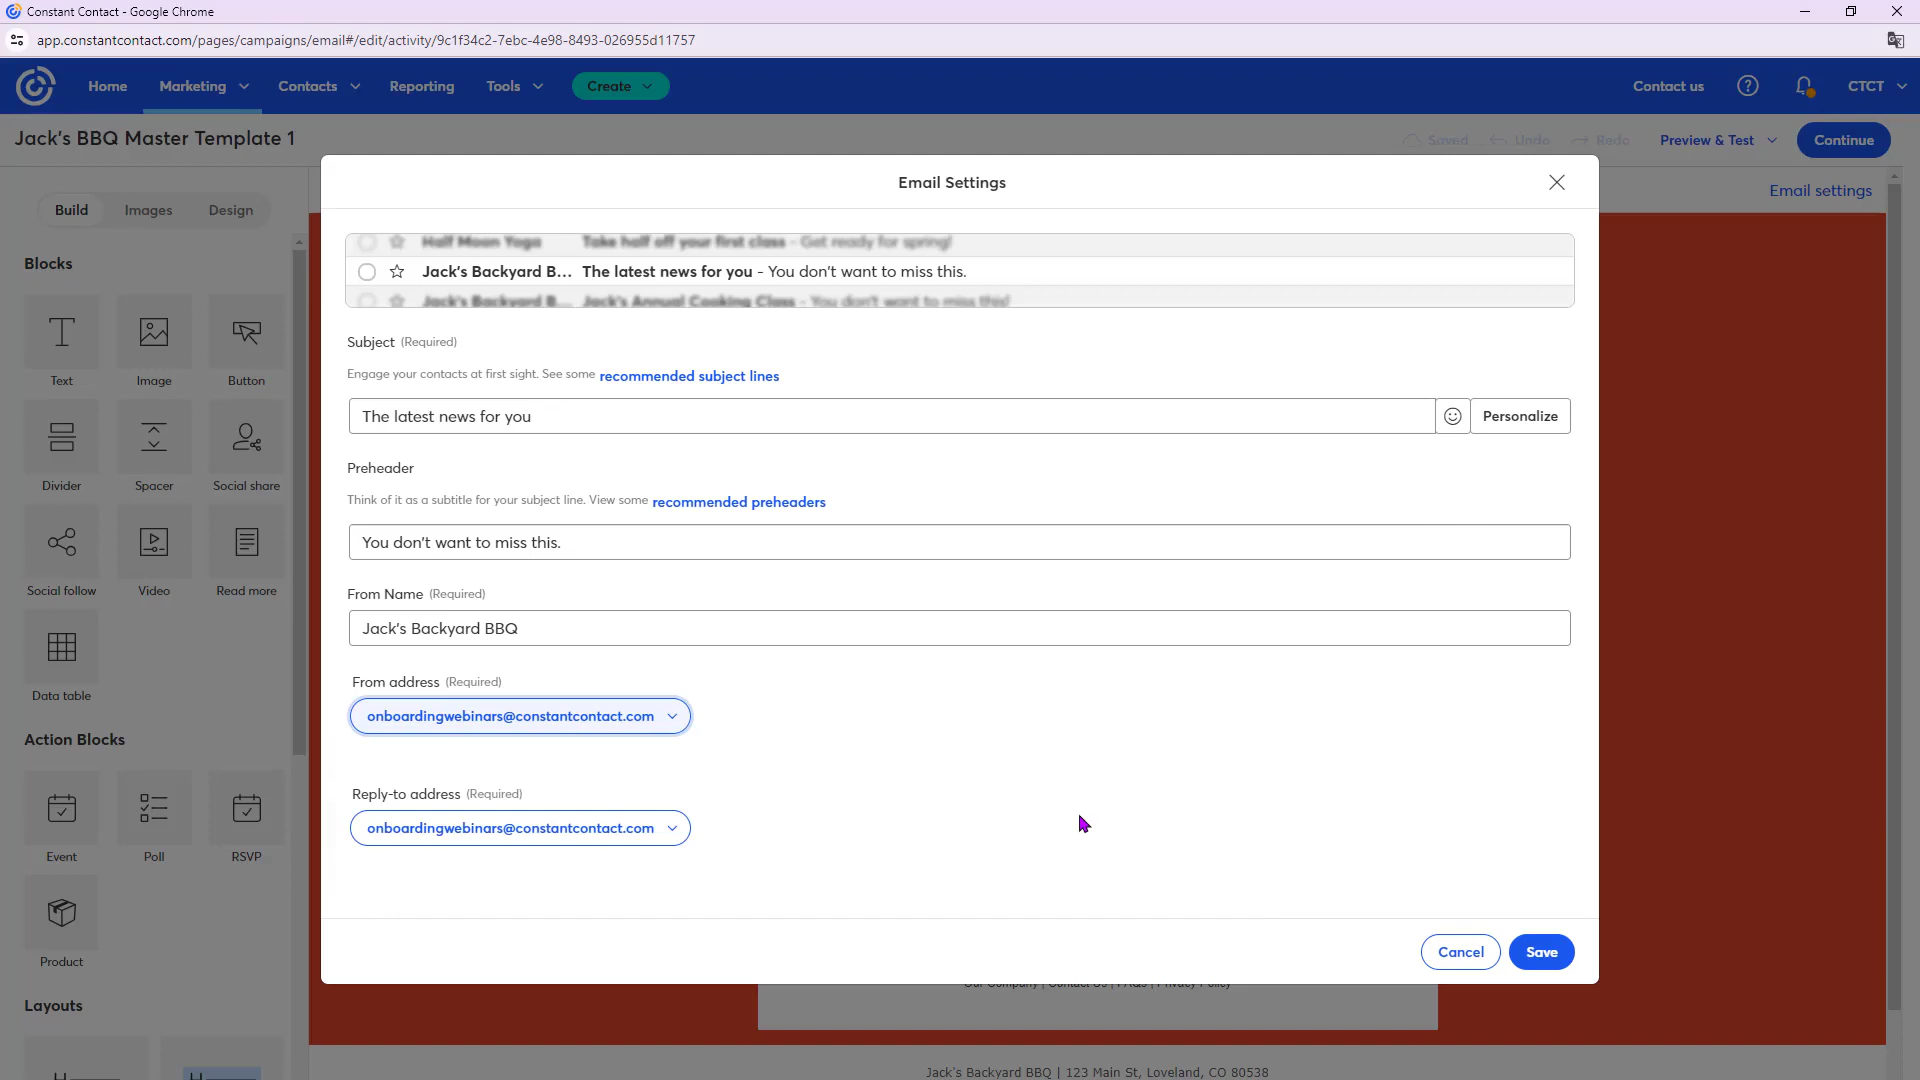 Constant Contact - Google Chrome
app.constantcontact.com/pages/campaigns/email#/edit/activity/9c1f34c2-7ebc-4e98-8493-026955d11757
Home Marketing Contacts Reporting Tools Create Contact us CTCT
Jack's BBQ Master Template 1 Saved Undo Redo Preview & Test Continue
Email Settings
Email settings
Build Images Design
Blocks
Text Image Button
Divider Spacer Social share
Social follow Video Read more
Data table
Action Blocks
Event Poll RSVP
Product
Layouts
Half Moon Yoga Take half off your first class - Get ready for spring!
Jack's Backyard B... The latest news for you - You don't want to miss this.
Jack's Backyard B... Jack's Annual Cooking Class - You don't want to miss this!
Subject (Required)
Engage your contacts at first sight. See some recommended subject lines
The latest news for you Personalize
Preheader
Think of it as a subtitle for your subject line. View some recommended preheaders
You don't want to miss this.
From Name (Required)
Jack's Backyard BBQ
From address (Required)
onboardingwebinars@constantcontact.com
Reply-to address (Required)
onboardingwebinars@constantcontact.com
Cancel Save
Our Company | Contact Us | FAQs | Privacy Policy
Jack's Backyard BBQ | 123 Main St, Loveland, CO 80538